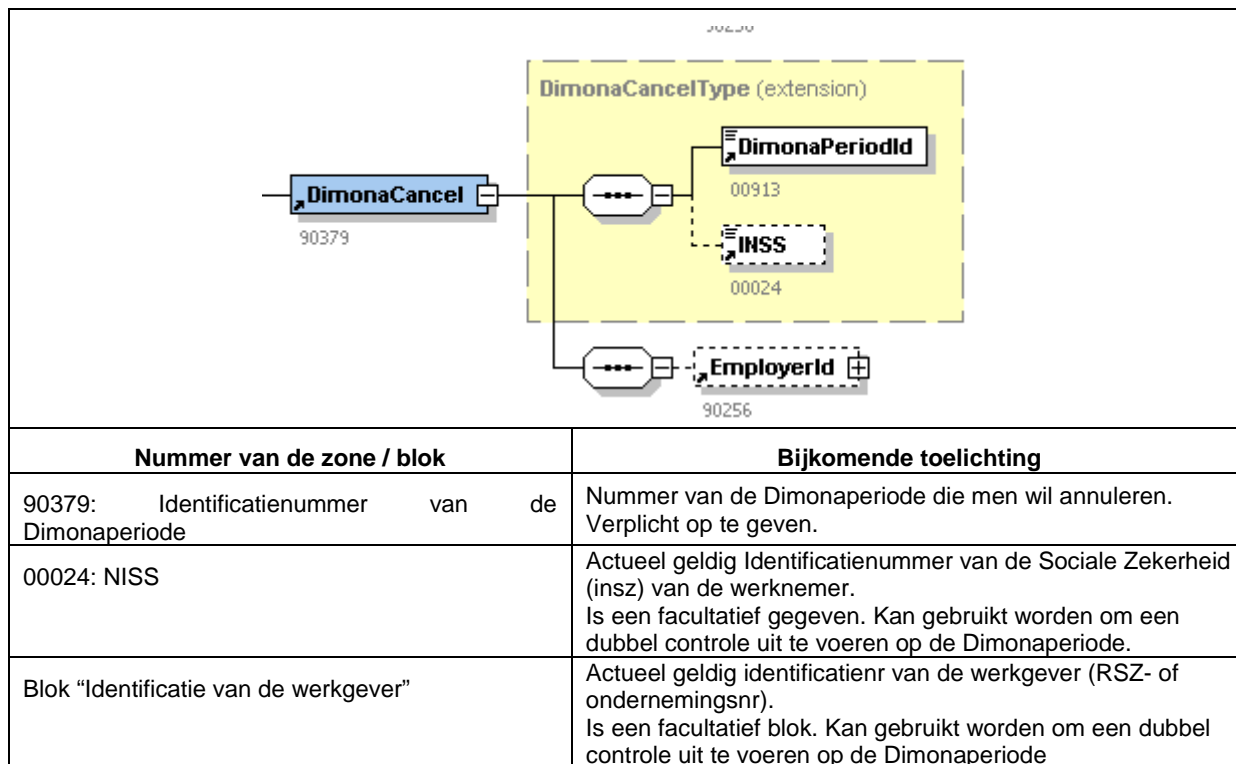 DimonaCancelType (extension)
DimonaPeriodId
00913
DimonaCancel
90379
INSS
00024
EmployerId
90256
Nummer van de zone / blok
Bijkomende toelichting
90379: Identificatienummer van de
Dimonaperiode
Nummer van de Dimonaperiode die men wil annuleren.
Verplicht op te geven.
00024: NISS
Actueel geldig Identificatienummer van de Sociale Zekerheid
(insz) van de werknemer.
Is een facultatief gegeven. Kan gebruikt worden om een
dubbel controle uit te voeren op de Dimonaperiode.
Blok “Identificatie van de werkgever”
Actueel geldig identificatienr van de werkgever (RSZ- of
ondernemingsnr).
Is een facultatief blok. Kan gebruikt worden om een dubbel
controle uit te voeren op de Dimonaperiode